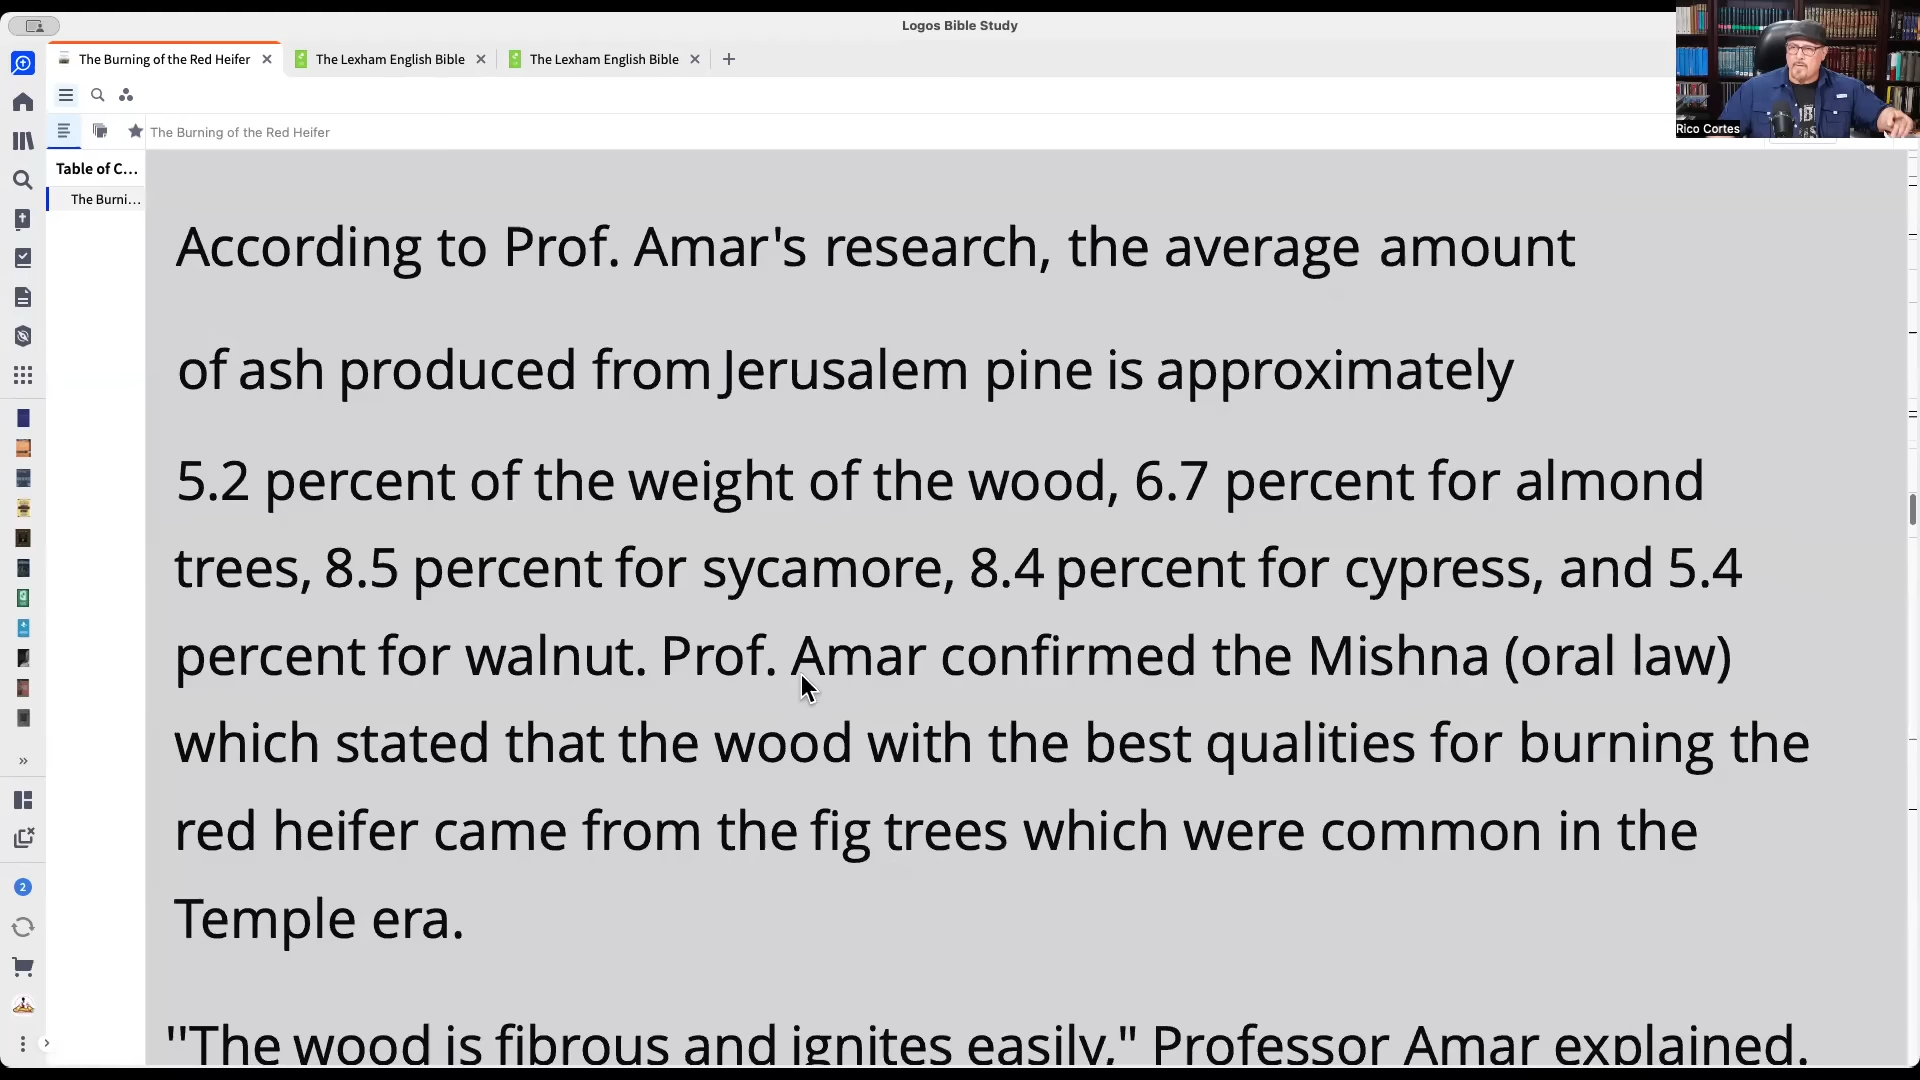 Logos Bible Study
The Burning of the Red Heifer
The Lexham English Bible
The Lexham English Bible
The Burning of the Red Heifer
Rico Cortes
Table of C...
The Burni...
According to Prof. Amar's research, the average amount
of ash produced from Jerusalem pine is approximately
5.2 percent of the weight of the wood, 6.7 percent for almond
trees, 8.5 percent for sycamore, 8.4 percent for cypress, and 5.4
percent for walnut. Prof. Amar confirmed the Mishna (oral law)
which stated that the wood with the best qualities for burning the
red heifer came from the fig trees which were common in the
Temple era.
''The wood is fibrous and ignites easily," Professor Amar explained.
2